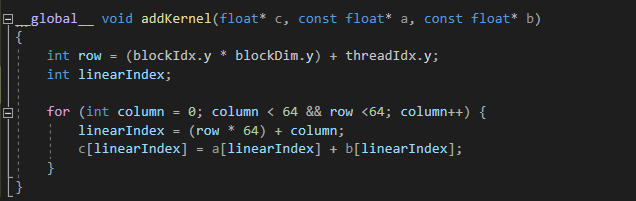 __global__ void addKernel(float* c, const float* a, const float* b)
{
    int row = (blockIdx.y * blockDim.y) + threadIdx.y;
    int linearIndex;
    for (int column = 0; column < 64 && row <64; column++) {
        linearIndex = (row * 64) + column;
        c[linearIndex] = a[linearIndex] + b[linearIndex];
    }
}